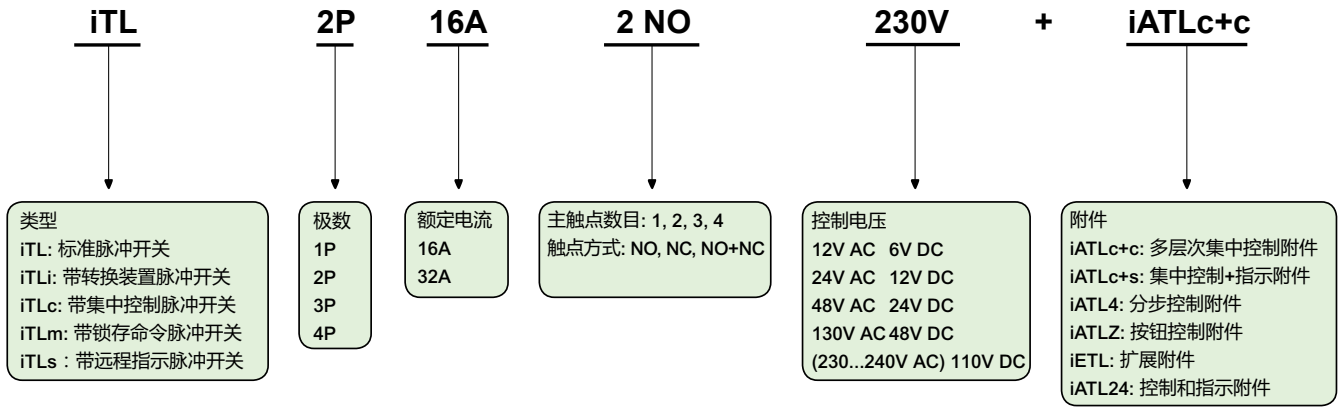 iTL 2P 16A 2 NO 230V + iATLc+c
类型
iTL: 标准脉冲开关
iTLi: 带转换装置脉冲开关
iTLc: 带集中控制脉冲开关
iTLm: 带锁存命令脉冲开关
iTLs：带远程指示脉冲开关
极数
1P
2P
3P
4P
额定电流
16A
32A
主触点数目: 1, 2, 3, 4
触点方式: NO, NC, NO+NC
控制电压
12V AC 6V DC
24V AC 12V DC
48V AC 24V DC
130V AC 48V DC
(230...240V AC) 110V DC
附件
iATLc+c: 多层次集中控制附件
iATLc+s: 集中控制+指示附件
iATL4: 分步控制附件
iATLZ: 按钮控制附件
iETL: 扩展附件
iATL24: 控制和指示附件